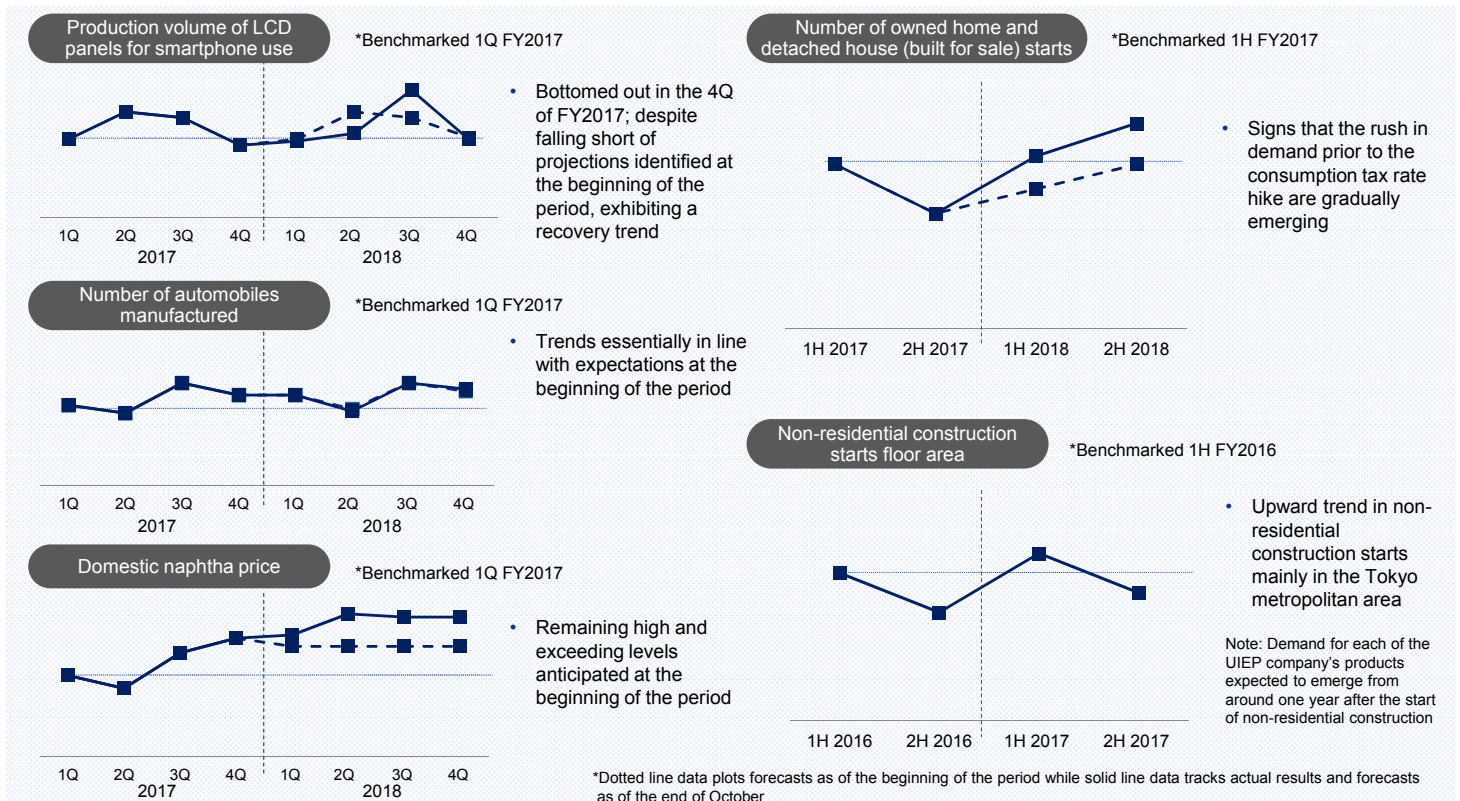 Production volume of LCD
panels for smartphone use
*Benchmarked 1Q FY2017
• Bottomed out in the 4Q
of FY2017; despite
falling short of
projections identified at
the beginning of the
period, exhibiting a
recovery trend
1Q 2Q 3Q 4Q 1Q 2Q 3Q 4Q
2017 2018
Number of automobiles
manufactured
*Benchmarked 1Q FY2017
• Trends essentially in line
with expectations at the
beginning of the period
1Q 2Q 3Q 4Q 1Q 2Q 3Q 4Q
2017 2018
Domestic naphtha price
*Benchmarked 1Q FY2017
• Remaining high and
exceeding levels
anticipated at the
beginning of the period
1Q 2Q 3Q 4Q 1Q 2Q 3Q 4Q
2017 2018
Number of owned home and
detached house (built for sale) starts
*Benchmarked 1H FY2017
• Signs that the rush in
demand prior to the
consumption tax rate
hike are gradually
emerging
1H 2017 2H 2017 1H 2018 2H 2018
Non-residential construction
starts floor area
*Benchmarked 1H FY2016
• Upward trend in non-
residential
construction starts
mainly in the Tokyo
metropolitan area
Note: Demand for each of the
UIEP company’s products
expected to emerge from
around one year after the start
of non-residential construction
1H 2016 2H 2016 1H 2017 2H 2017
*Dotted line data plots forecasts as of the beginning of the period while solid line data tracks actual results and forecasts
as of the end of October